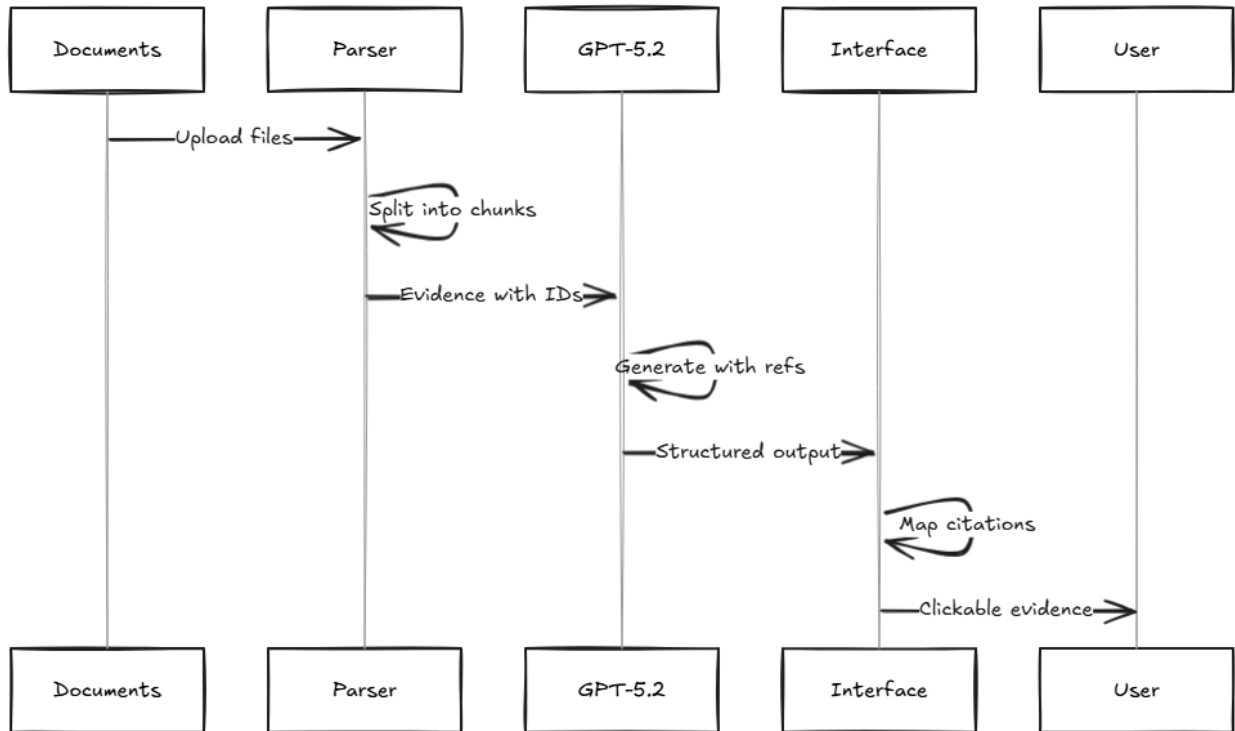 Documents
Parser
GPT-5.2
Interface
User
Upload files
Split into chunks
Evidence with IDs
Generate with refs
Structured output
Map citations
Clickable evidence
Documents
Parser
GPT-5.2
Interface
User